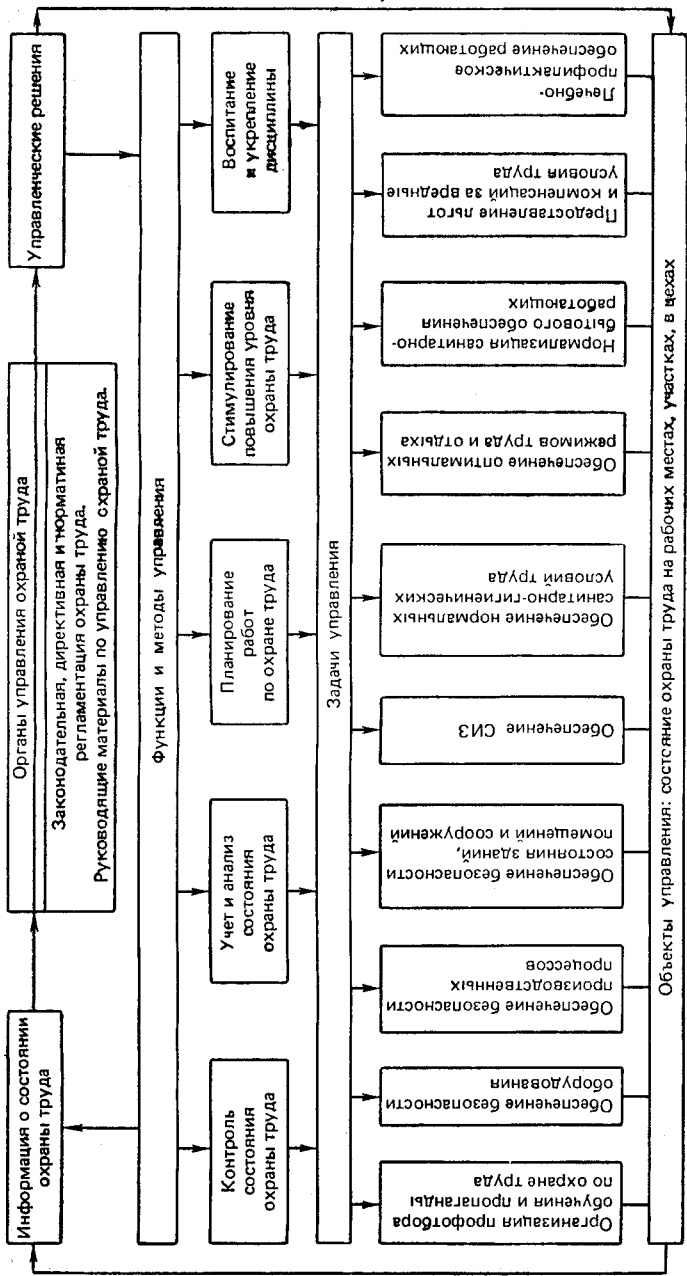 Информация о состоянии
охраны труда
Органы управления охраной труда
Законодательная, директивная и нормативная
регламентация охраны труда.
Руководящие материалы по управлению охраной труда.
Управленческие решения
Функции и методы управления
Контроль
состояния
охраны труда
Учет и анализ
состояния
охраны труда
Планирование
работ
по охране труда
Стимулирование
повышения уровня
охраны труда
Воспитание
и укрепление
дисциплины
Задачи управления
Организация профотбора
обучения и пропаганды
по охране труда
Обеспечение безопасности
оборудования
Обеспечение безопасности
производственных
процессов
Обеспечение безопасности
состояния зданий,
помещений и сооружений
Обеспечение СИЗ
Обеспечение нормальных
санитарно-гигиенических
условий труда
Обеспечение оптимальных
режимов труда и отдыха
Нормализация санитарно-
бытового обеспечения
работающих
Предоставление льгот
и компенсаций за вредные
условия труда
Лечебно-
профилактическое
обеспечение работающих
Объекты управления: состояние охраны труда на рабочих местах, участках, в цехах